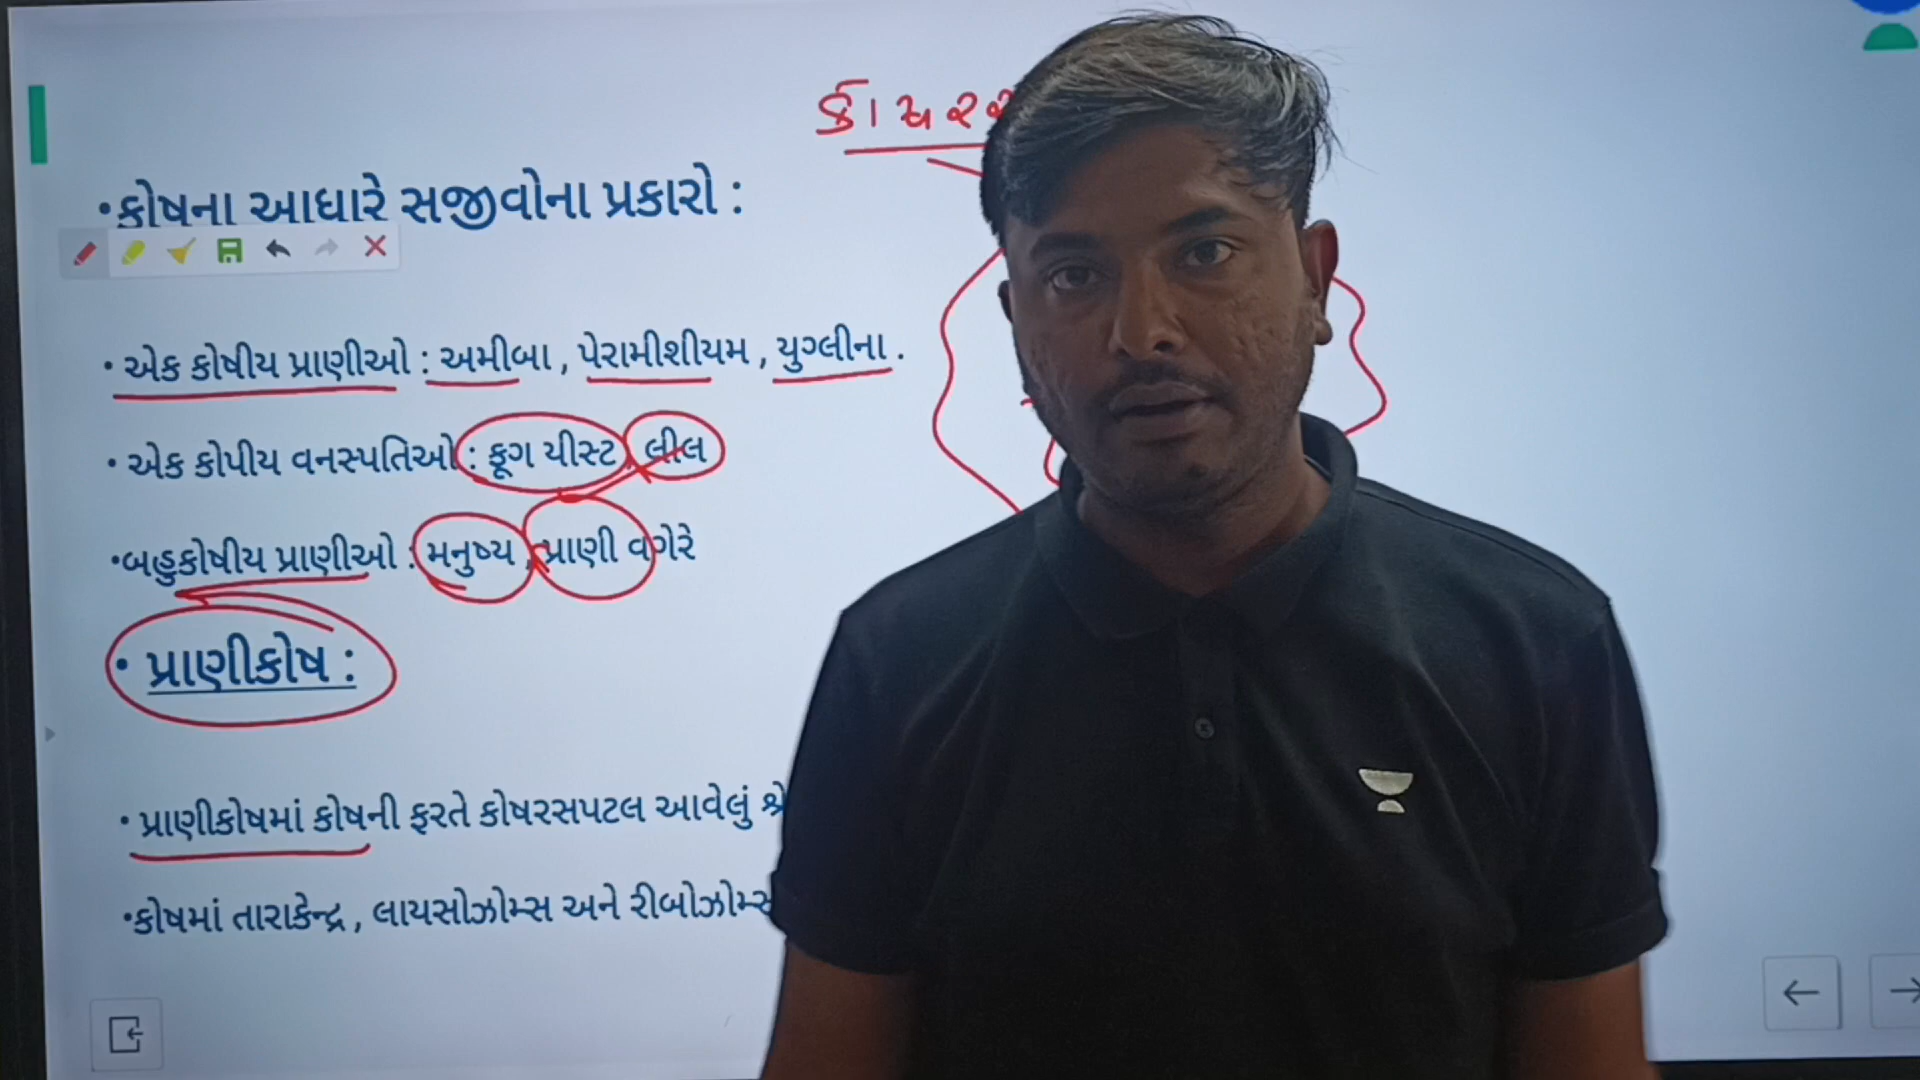 •કોષના આધારે સજીવોના પ્રકારો :
• એક કોષીય પ્રાણીઓ : અમીબા , પેરામીશીયમ , યુગ્લીના .
• એક કોપીય વનસ્પતિઓ : ફૂગ યીસ્ટ , લીલ
•બહુકોષીય પ્રાણીઓ : મનુષ્ય , પ્રાણી વગેરે
• પ્રાણીકોષ :
• પ્રાણીકોષમાં કોષની ફરતે કોષરસપટલ આવેલું
•કોષમાં તારાકેન્દ્ર , લાયસોઝોમ્સ અને રીબોઝોમ્સ